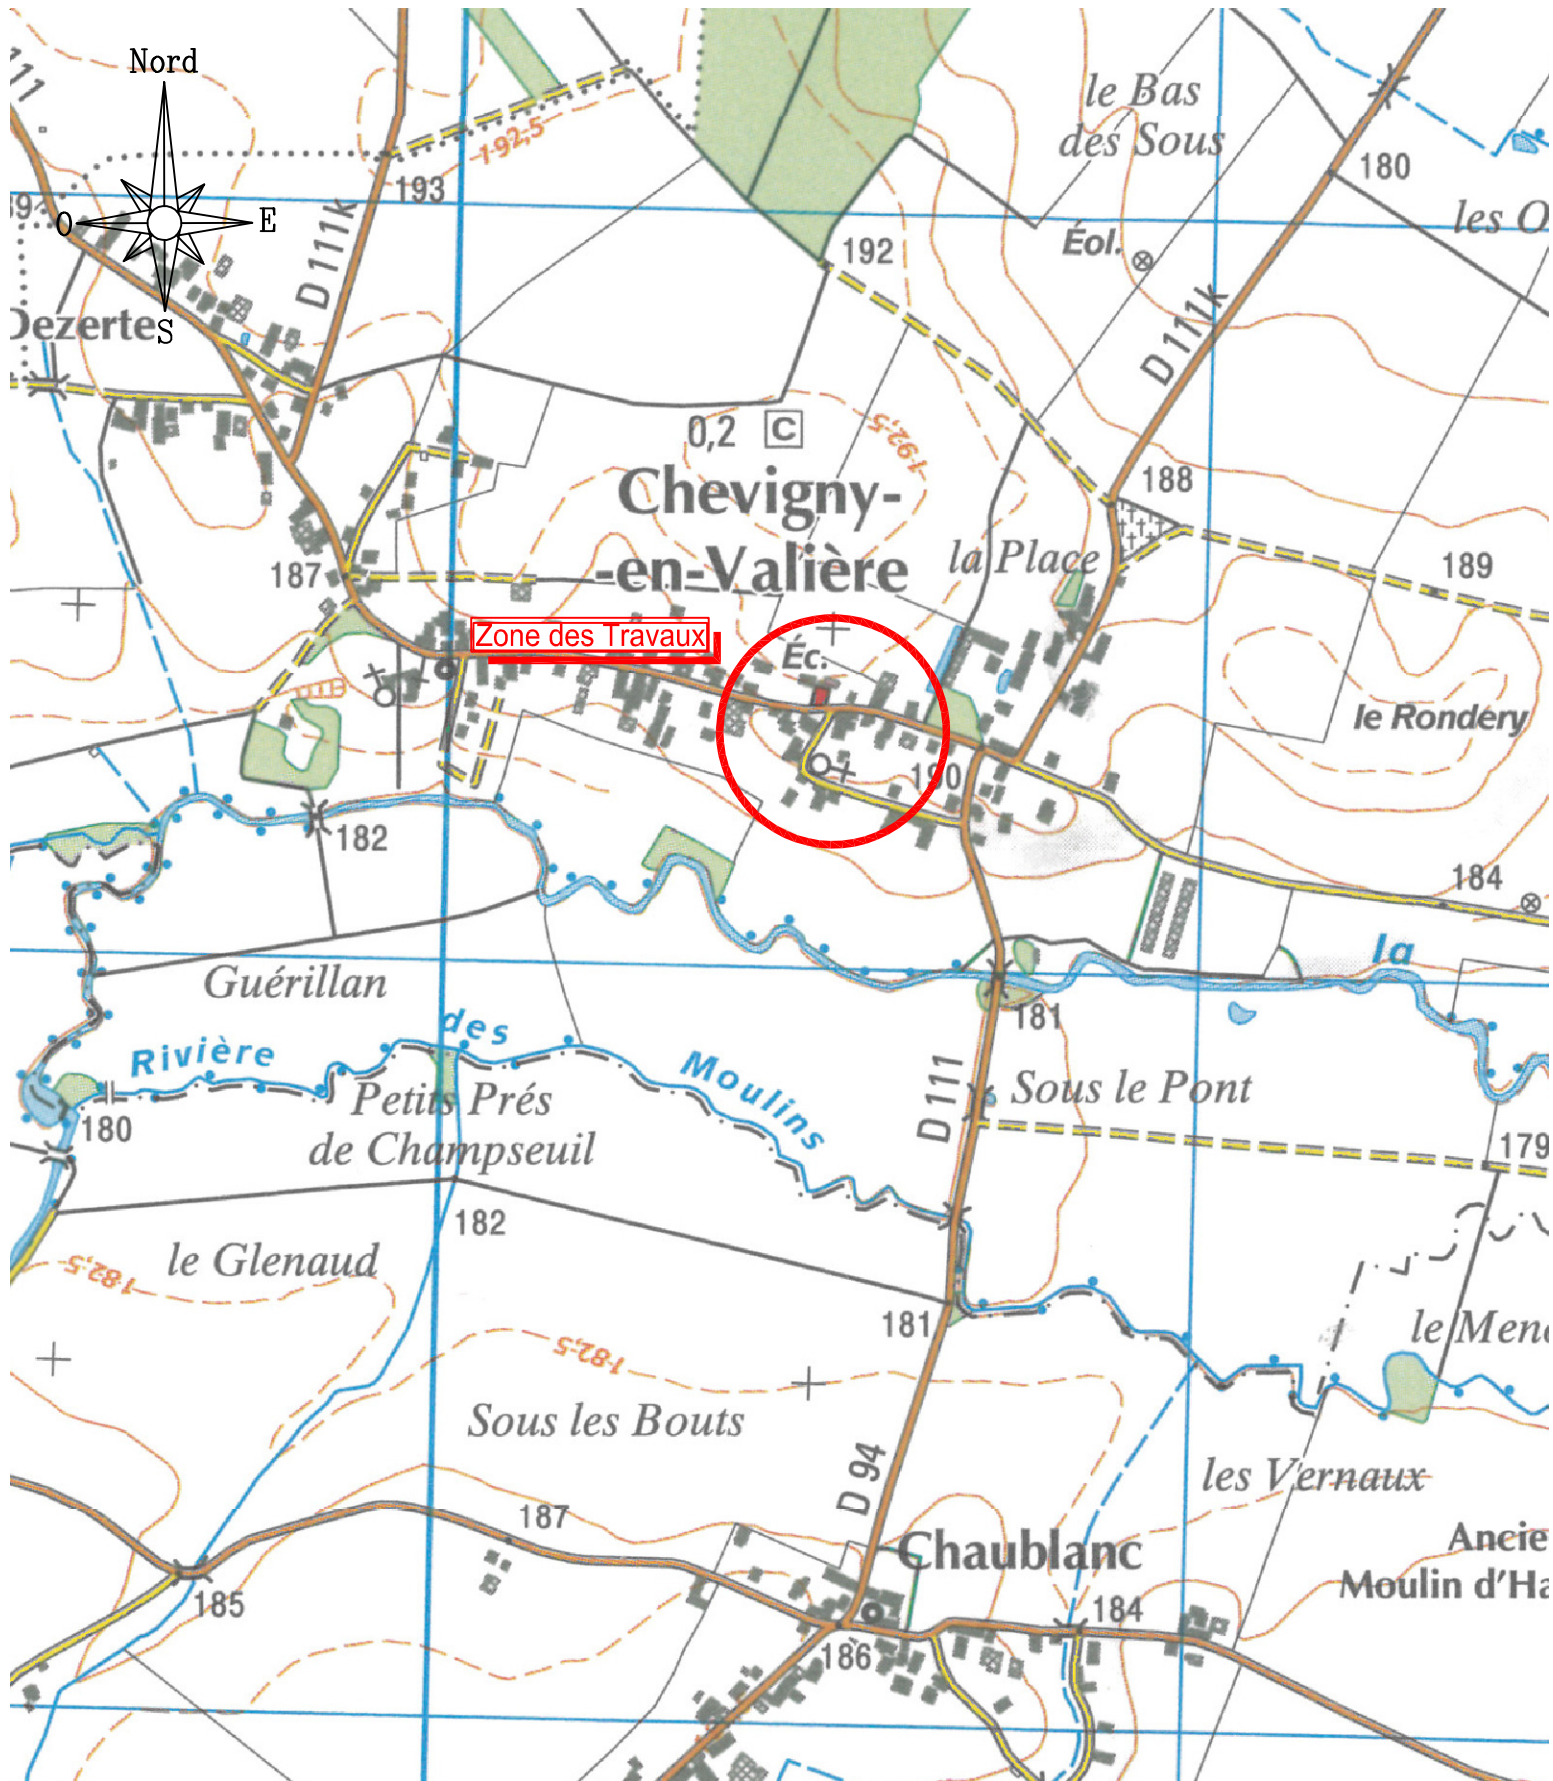 Nord
111
le Bas
des Sous
192,5
180
193
O
E
les O
D 111k
192
Éol.
Dezertes
S
D 111k
0,2
C
192,5
Chevigny-
-en-Valière
188
la Place
189
187
Zone des Travaux
Éc.
le Rondery
190
182
184
la
Guérillan
181
des
Rivière
Moulins
D 111
Sous le Pont
Petits Prés
de Champseuil
180
179
182
le Glenaud
182,5
181
le Men
182,5
Sous les Bouts
D 94
les Vernaux
187
Chaublanc
Ancie
Moulin d'Ha
185
184
186